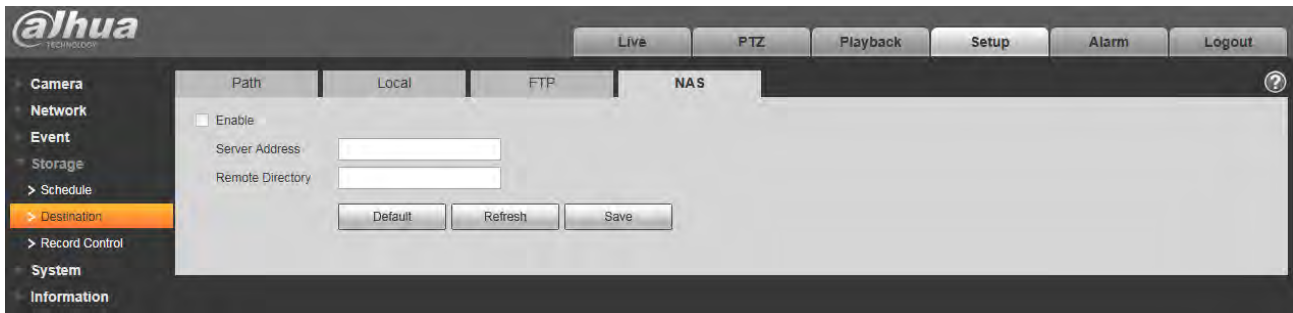 alhua
TECHNOLOGY
Live PTZ Playback Setup Alarm Logout
Camera
Network
Event
Storage
> Schedule
> Destination
> Record Control
System
Information
Path Local FTP NAS ?
Enable
Server Address
Remote Directory
Default Refresh Save